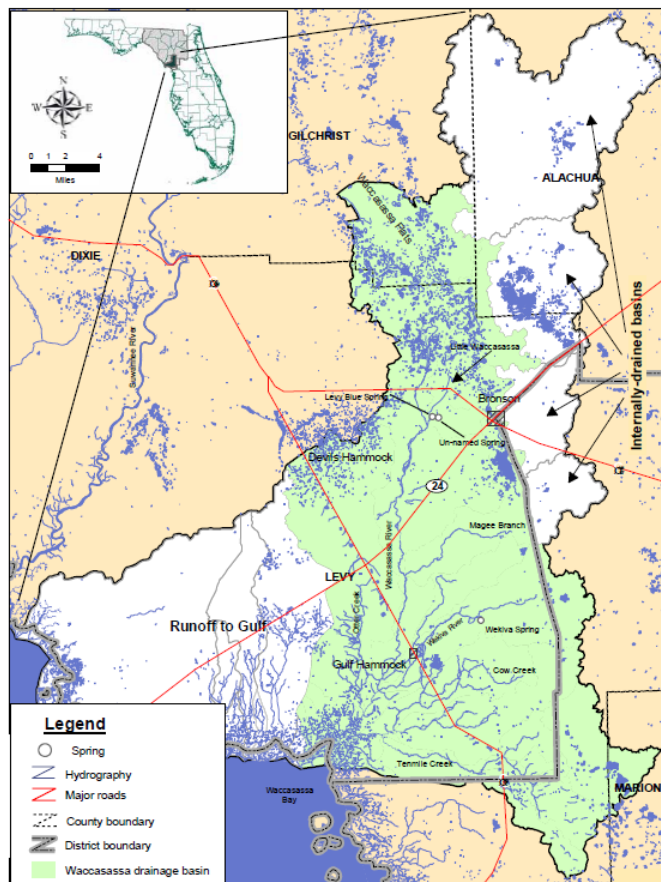 N
W
E
S
0 1 2 4
Miles
GILCHRIST
ALACHUA
Waccasassa Flats
DIXIE
Suwannee River
Internally-drained basins
Little Waccasassa
Levy Blue Spring
Bronson
Un-named Spring
Devils Hammock
24
Magee Branch
Waccasassa River
LEVY
Runoff to Gulf
Wekiva River
Wekiva Spring
Gulf Hammock
Cow Creek
Tenmile Creek
Waccasassa
Bay
MARION
Legend
Spring
Hydrography
Major roads
County boundary
District boundary
Waccasassa drainage basin